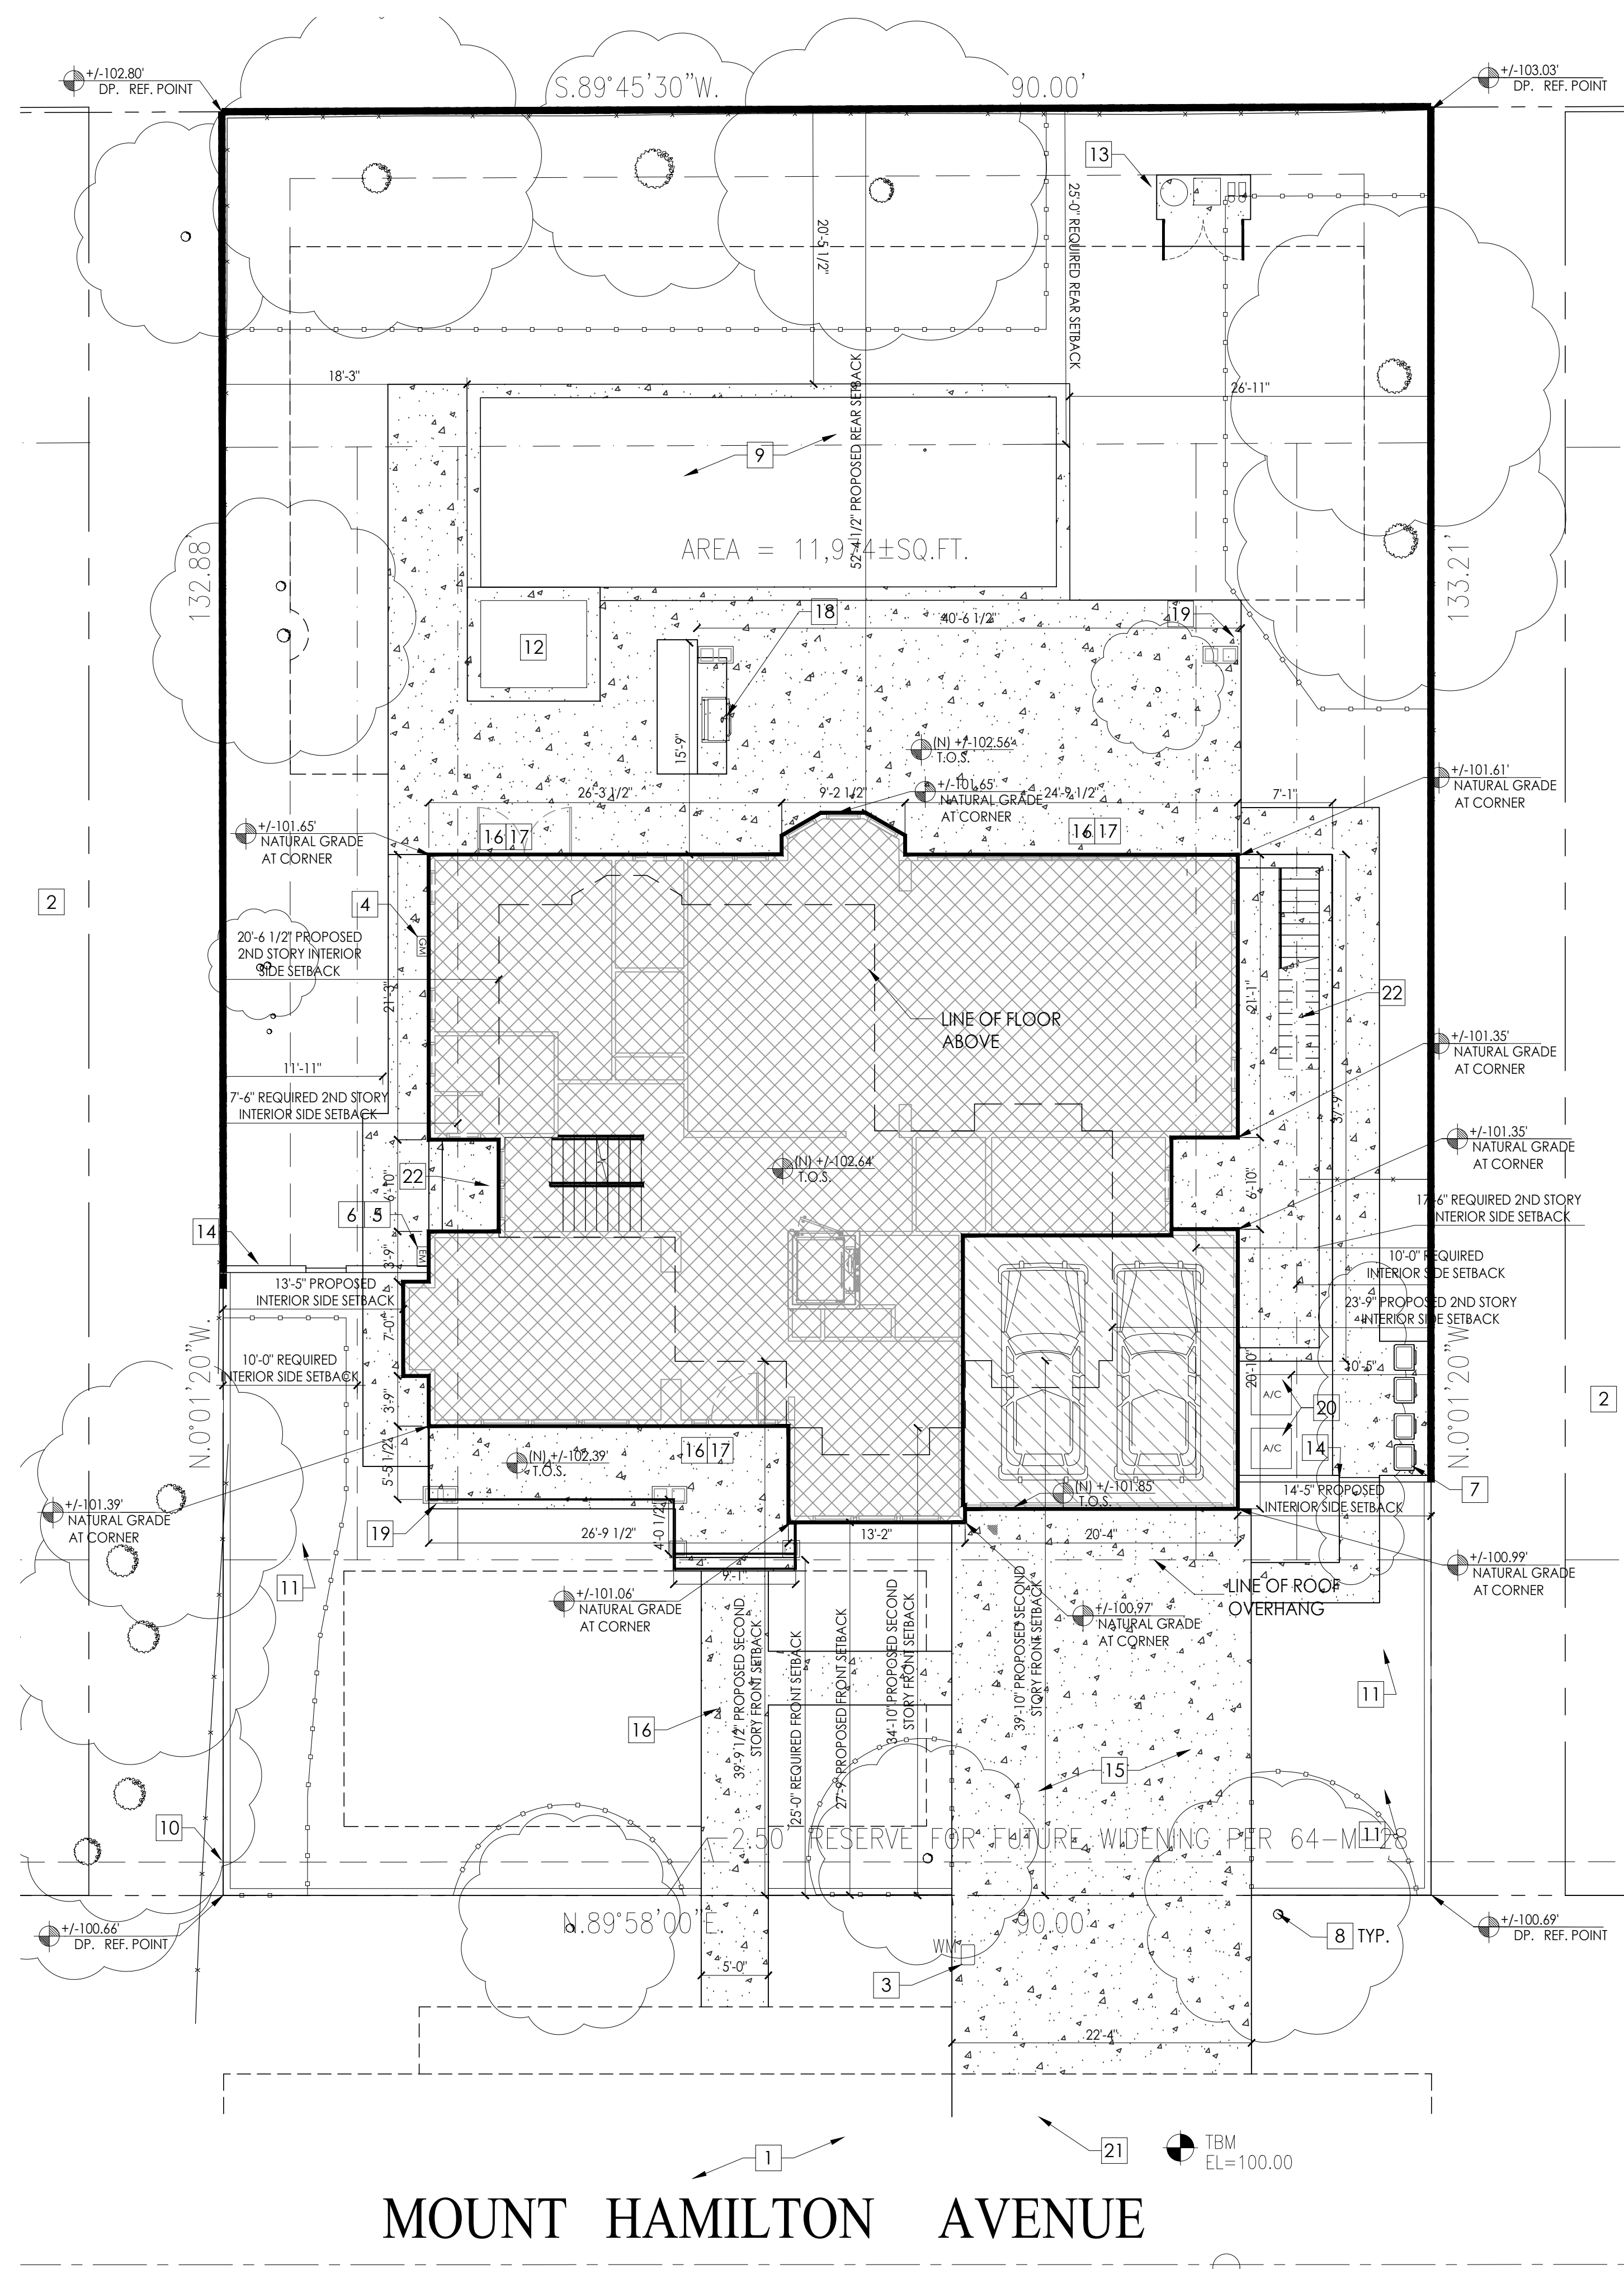 +/-102.80'
DP. REF. POINT
S.89°45'30"W.
90.00'
+/-103.03'
DP. REF. POINT
13
20'-5 1/2"
25'-0" REQUIRED REAR SETBACK
18'-3"
52'-4 1/2" PROPOSED REAR SETBACK
26'-11"
9
AREA = 11,974±SQ.FT.
132.88'
133.21'
18
40'-6 1/2"
19
12
15'-9"
(N) +/-102.56'
T.O.S.
+/-101.65'
NATURAL GRADE
AT CORNER
26'-3 1/2"
9'-2 1/2"
24'-9 1/2"
7'-1"
+/-101.61'
NATURAL GRADE
AT CORNER
+/-101.65'
NATURAL GRADE
AT CORNER
16 17
16 17
2
4
GM
20'-6 1/2" PROPOSED
2ND STORY INTERIOR
SIDE SETBACK
21'-3"
LINE OF FLOOR
ABOVE
21'-1"
22
37'-9"
+/-101.35'
NATURAL GRADE
AT CORNER
11'-11"
7'-6" REQUIRED 2ND STORY
INTERIOR SIDE SETBACK
+/-101.35'
NATURAL GRADE
AT CORNER
(N) +/-102.64'
T.O.S.
22
6'-10"
6'-10"
17'-6" REQUIRED 2ND STORY
INTERIOR SIDE SETBACK
6 5
14
EM
3'-9"
10'-0" REQUIRED
INTERIOR SIDE SETBACK
13'-5" PROPOSED
INTERIOR SIDE SETBACK
7'-0"
23'-9" PROPOSED 2ND STORY
INTERIOR SIDE SETBACK
N.0°01'20"W.
N.0°01'20"W.
10'-0" REQUIRED
INTERIOR SIDE SETBACK
3'-9"
20'-10"
10'-5"
A/C
20
A/C
14
2
5'-5 1/2"
(N) +/-102.39'
T.O.S.
16 17
(N) +/-101.85'
T.O.S.
14'-5" PROPOSED
INTERIOR SIDE SETBACK
7
+/-101.39'
NATURAL GRADE
AT CORNER
19
26'-9 1/2"
4'-0 1/2"
13'-2"
20'-4"
9'-1"
+/-100.99'
NATURAL GRADE
AT CORNER
11
+/-101.06'
NATURAL GRADE
AT CORNER
LINE OF ROOF
OVERHANG
+/-100.97'
NATURAL GRADE
AT CORNER
39'-9 1/2" PROPOSED SECOND
STORY FRONT SETBACK
25'-0" REQUIRED FRONT SETBACK
27'-9" PROPOSED FRONT SETBACK
34'-10" PROPOSED SECOND
STORY FRONT SETBACK
39'-10" PROPOSED SECOND
STORY FRONT SETBACK
16
11
15
10
2.50' RESERVE FOR FUTURE WIDENING PER 64-M-28
11
+/-100.66'
DP. REF. POINT
N.89°58'00"E.
90.00'
+/-100.69'
DP. REF. POINT
8 TYP.
WM
3
5'-0"
22'-4"
1
21
TBM
EL=100.00
MOUNT HAMILTON AVENUE